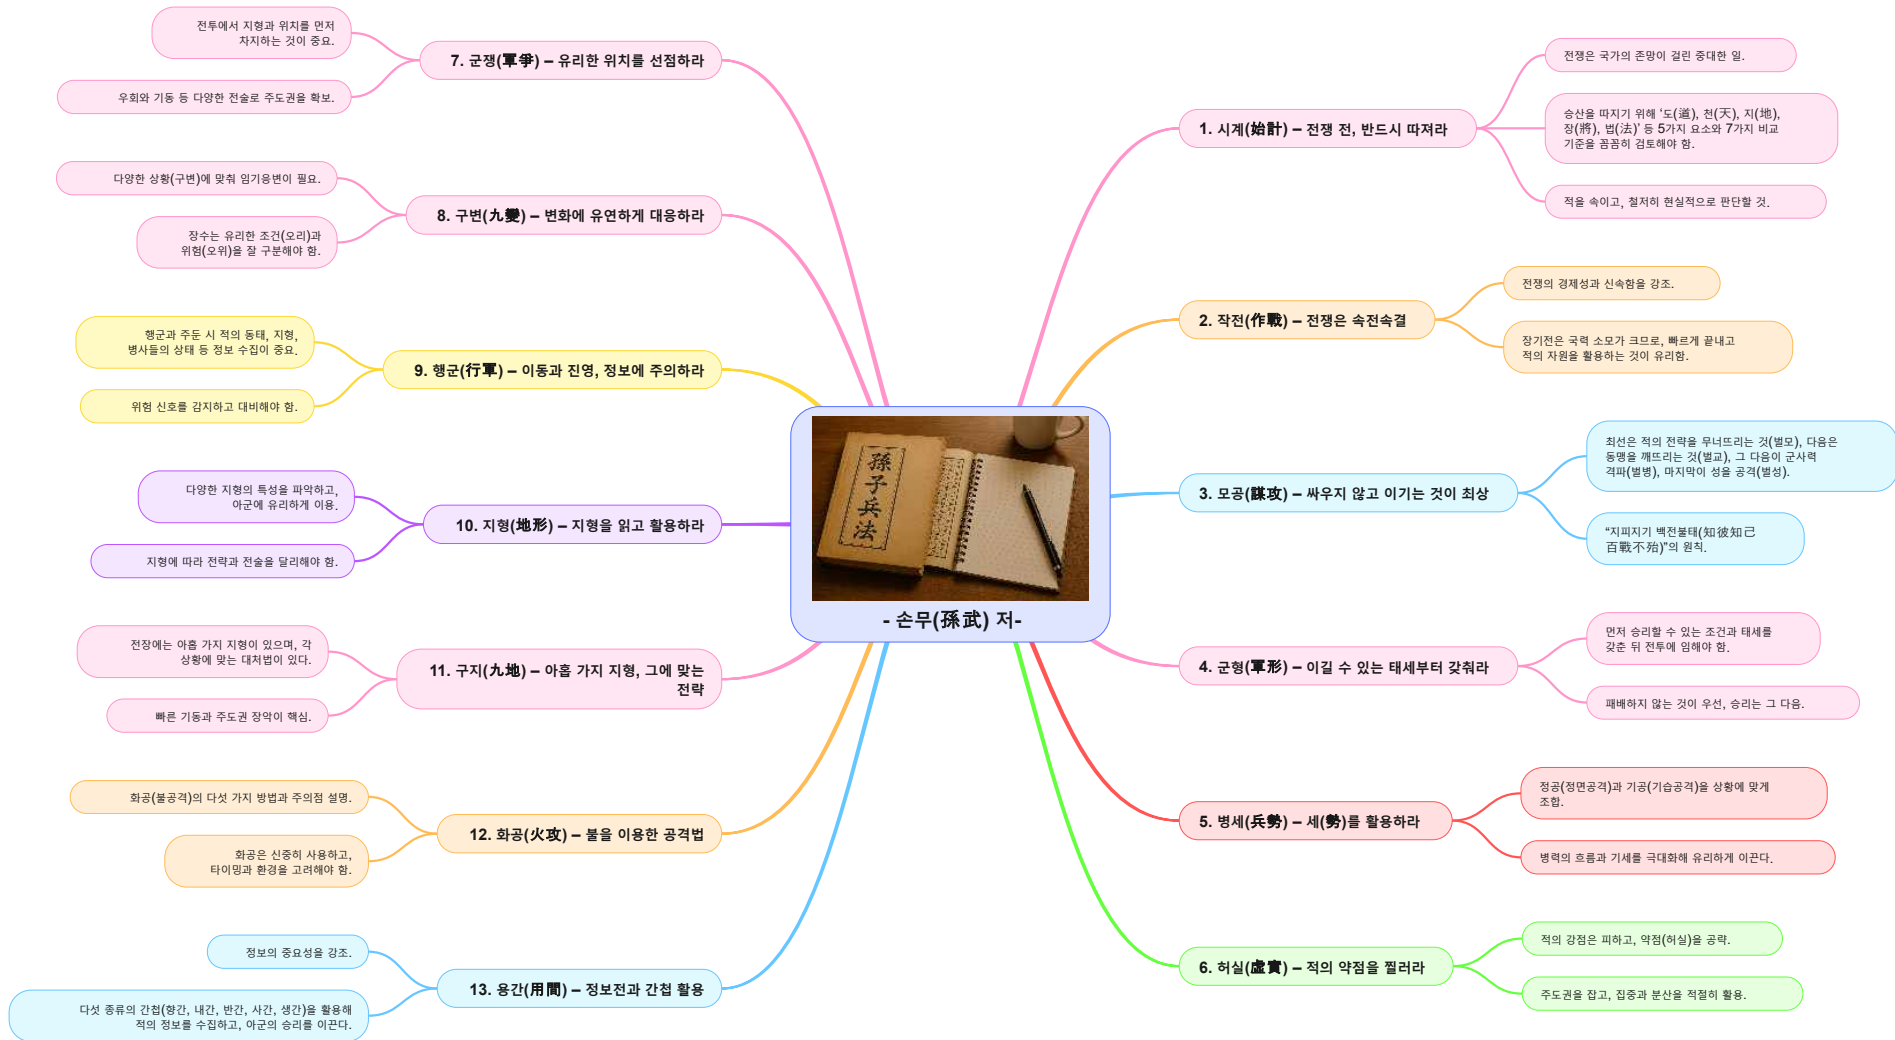 孫
子
兵
法
- 손무(孫武) 저-
1. 시계(始計) – 전쟁 전, 반드시 따져라
전쟁은 국가의 존망이 걸린 중대한 일.
승산을 따지기 위해 ‘도(道), 천(天), 지(地),
장(將), 법(法)’ 등 5가지 요소와 7가지 비교
기준을 꼼꼼히 검토해야 함.
적을 속이고, 철저히 현실적으로 판단할 것.
2. 작전(作戰) – 전쟁은 속전속결
전쟁의 경제성과 신속함을 강조.
장기전은 국력 소모가 크므로, 빠르게 끝내고
적의 자원을 활용하는 것이 유리함.
3. 모공(謀攻) – 싸우지 않고 이기는 것이 최상
최선은 적의 전략을 무너뜨리는 것(벌모), 다음은
동맹을 깨뜨리는 것(벌교), 그 다음이 군사력
격파(벌병), 마지막이 성을 공격(벌성).
“지피지기 백전불태(知彼知己
百戰不殆)”의 원칙.
4. 군형(軍形) – 이길 수 있는 태세부터 갖춰라
먼저 승리할 수 있는 조건과 태세를
갖춘 뒤 전투에 임해야 함.
패배하지 않는 것이 우선, 승리는 그 다음.
5. 병세(兵勢) – 세(勢)를 활용하라
정공(정면공격)과 기공(기습공격)을 상황에 맞게
조합.
병력의 흐름과 기세를 극대화해 유리하게 이끈다.
6. 허실(虛實) – 적의 약점을 찔러라
적의 강점은 피하고, 약점(허실)을 공략.
주도권을 잡고, 집중과 분산을 적절히 활용.
7. 군쟁(軍爭) – 유리한 위치를 선점하라
전투에서 지형과 위치를 먼저
차지하는 것이 중요.
우회와 기동 등 다양한 전술로 주도권을 확보.
8. 구변(九變) – 변화에 유연하게 대응하라
다양한 상황(구변)에 맞춰 임기응변이 필요.
장수는 유리한 조건(오리)과
위험(오위)을 잘 구분해야 함.
9. 행군(行軍) – 이동과 진영, 정보에 주의하라
행군과 주둔 시 적의 동태, 지형,
병사들의 상태 등 정보 수집이 중요.
위험 신호를 감지하고 대비해야 함.
10. 지형(地形) – 지형을 읽고 활용하라
다양한 지형의 특성을 파악하고,
아군에 유리하게 이용.
지형에 따라 전략과 전술을 달리해야 함.
11. 구지(九地) – 아홉 가지 지형, 그에 맞는
전략
전장에는 아홉 가지 지형이 있으며, 각
상황에 맞는 대처법이 있다.
빠른 기동과 주도권 장악이 핵심.
12. 화공(火攻) – 불을 이용한 공격법
화공(불공격)의 다섯 가지 방법과 주의점 설명.
화공은 신중히 사용하고,
타이밍과 환경을 고려해야 함.
13. 용간(用間) – 정보전과 간첩 활용
정보의 중요성을 강조.
다섯 종류의 간첩(향간, 내간, 반간, 사간, 생간)을 활용해
적의 정보를 수집하고, 아군의 승리를 이끈다.